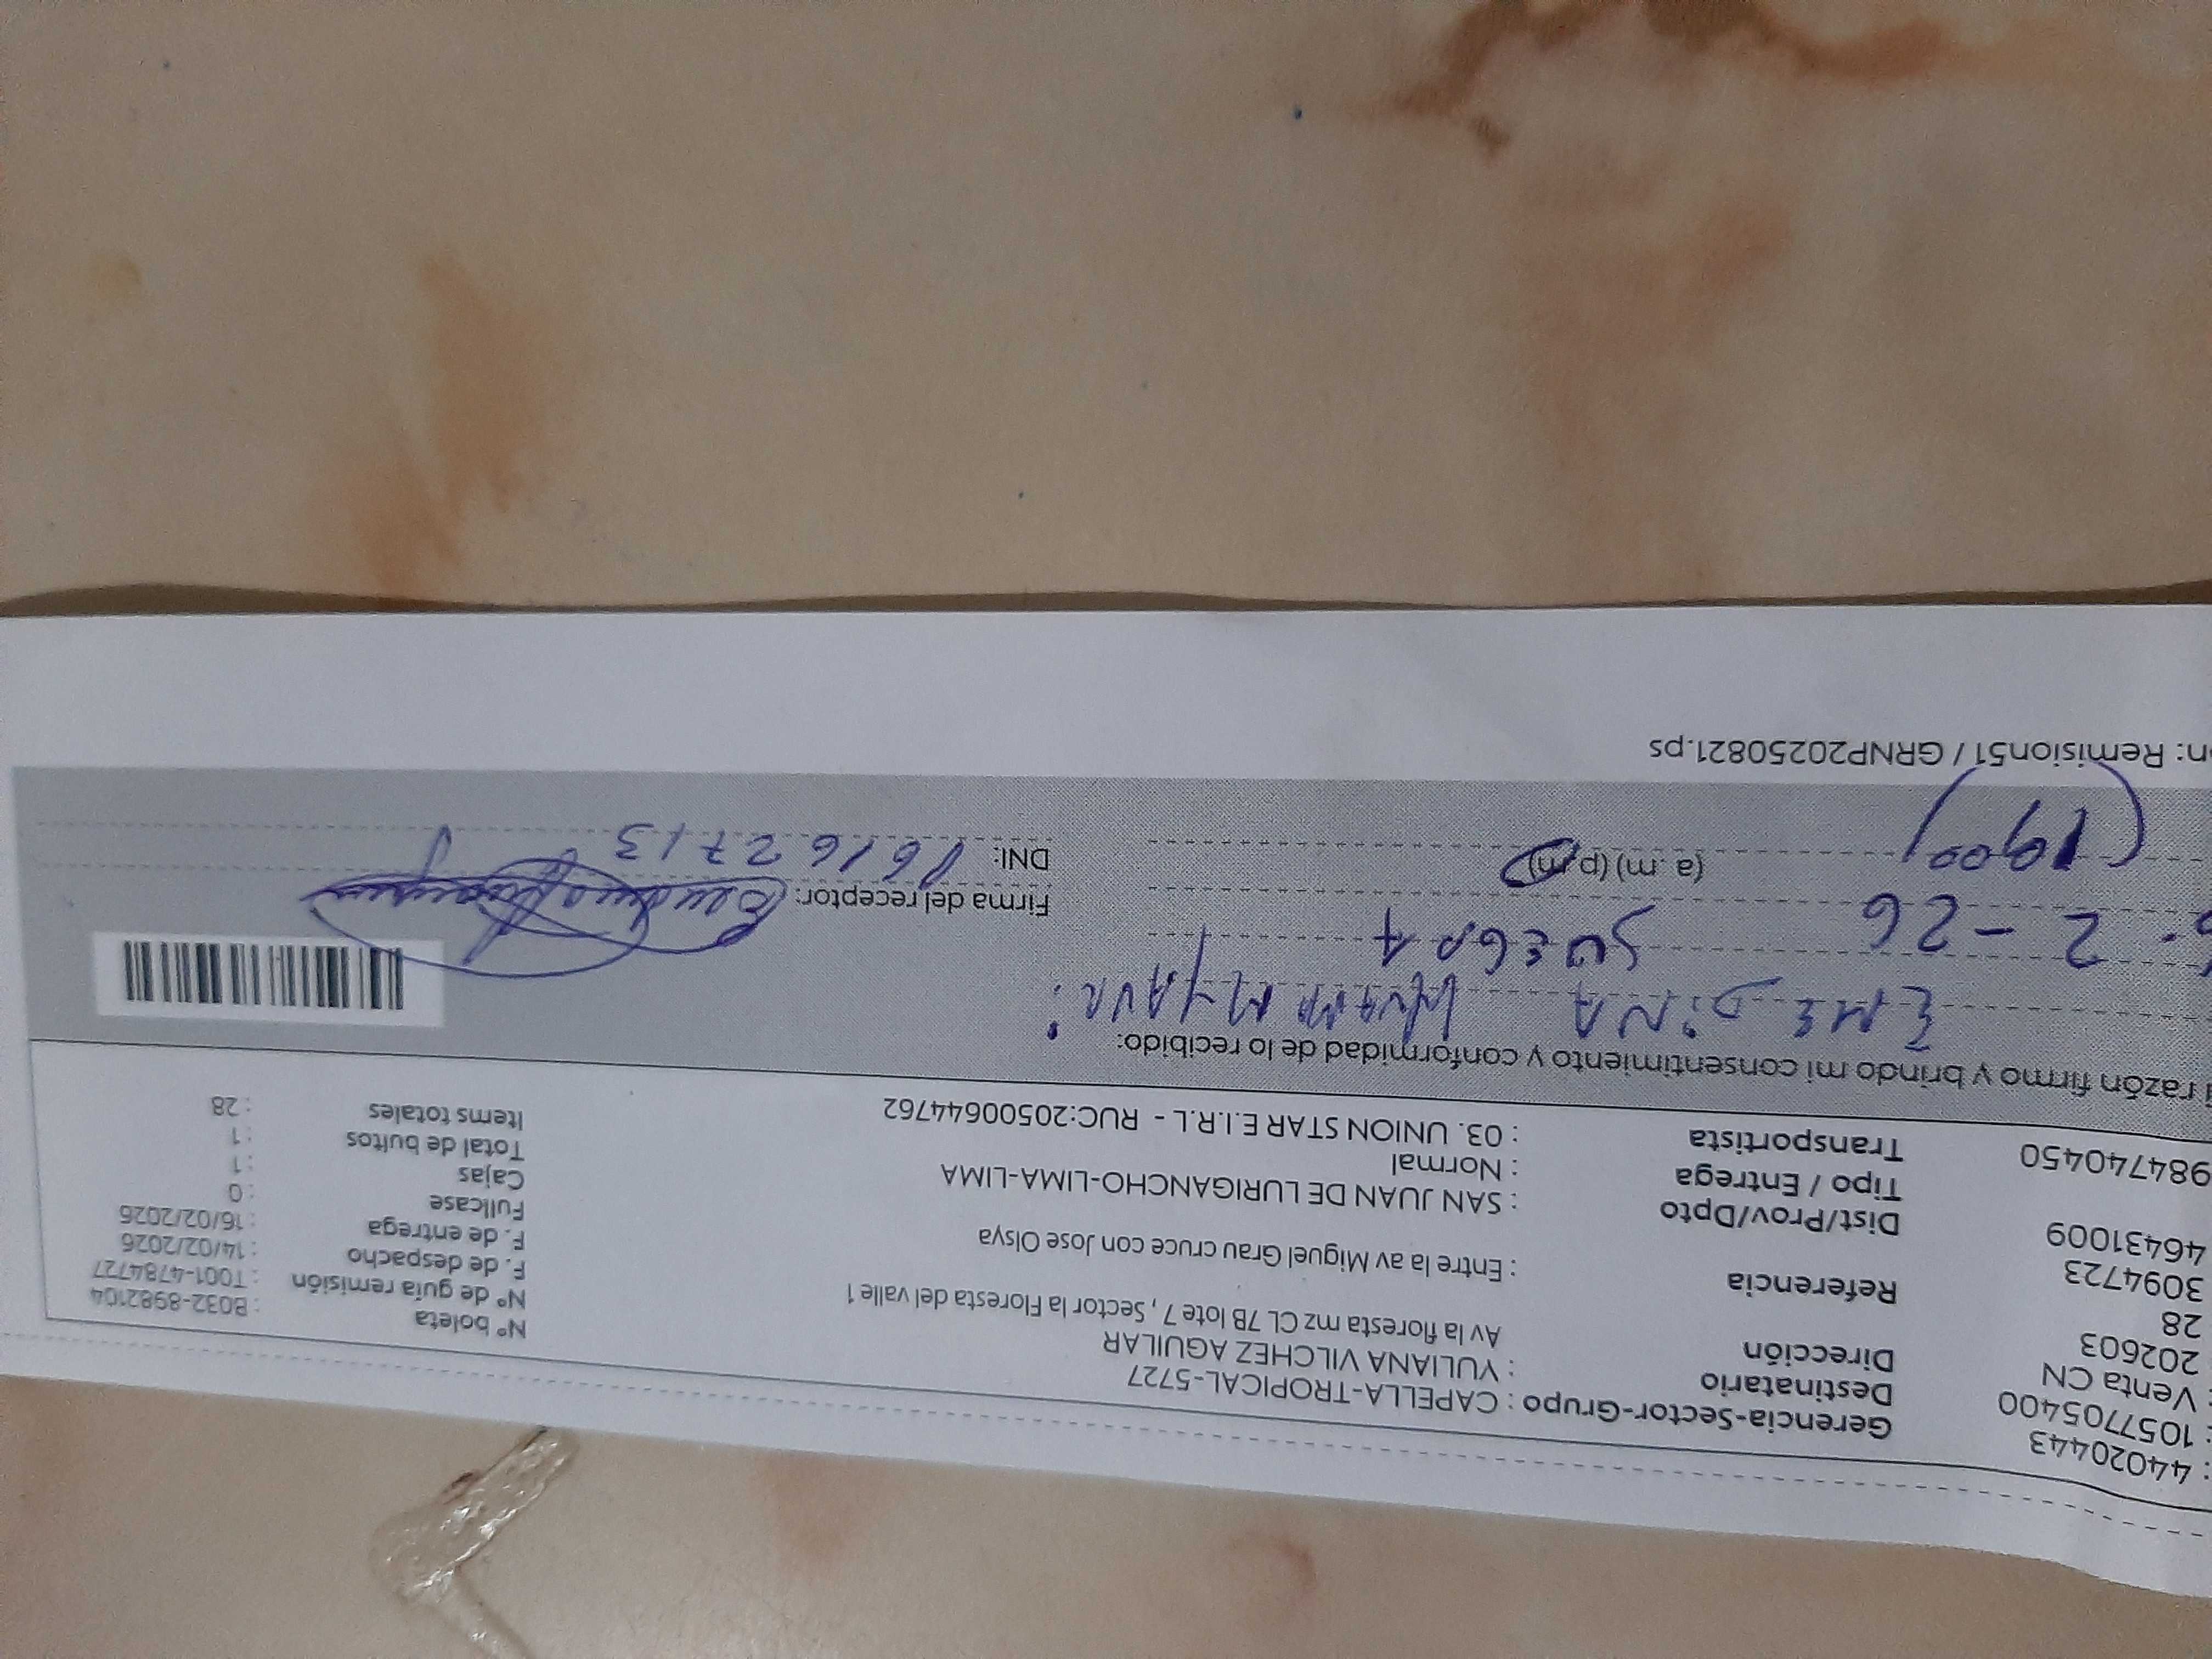 : 44020443
: 1057705400
: Venta CN
202603
28
3094723
46431009
984740450
Gerencia-Sector-Grupo : CAPELLA-TROPICAL-5727
Destinatario : YULIANA VILCHEZ AGUILAR
Dirección Av la floresta mz CL 7B lote 7 , Sector la Floresta del valle 1
Referencia : Entre la av Miguel Grau cruce con Jose Olsya
Dist/Prov/Dpto : SAN JUAN DE LURIGANCHO-LIMA-LIMA
Tipo / Entrega : Normal
Transportista : 03. UNION STAR E.I.R.L - RUC:20500644762
Nº boleta : B032-8982104
Nº de guía remisión : T001-4784727
F. de despacho : 14/02/2026
F. de entrega : 16/02/2026
Fullcase : 0
Cajas : 1
Total de bultos : 1
Items totales : 28
razón firmo y brindo mi consentimiento y conformidad de lo recibido:
EMEDINA
2-26 SUEGRA
(19:00) (a .m) (p.m)
Firma del receptor:
DNI: 16162713
n: Remision51 / GRNP20250821.ps